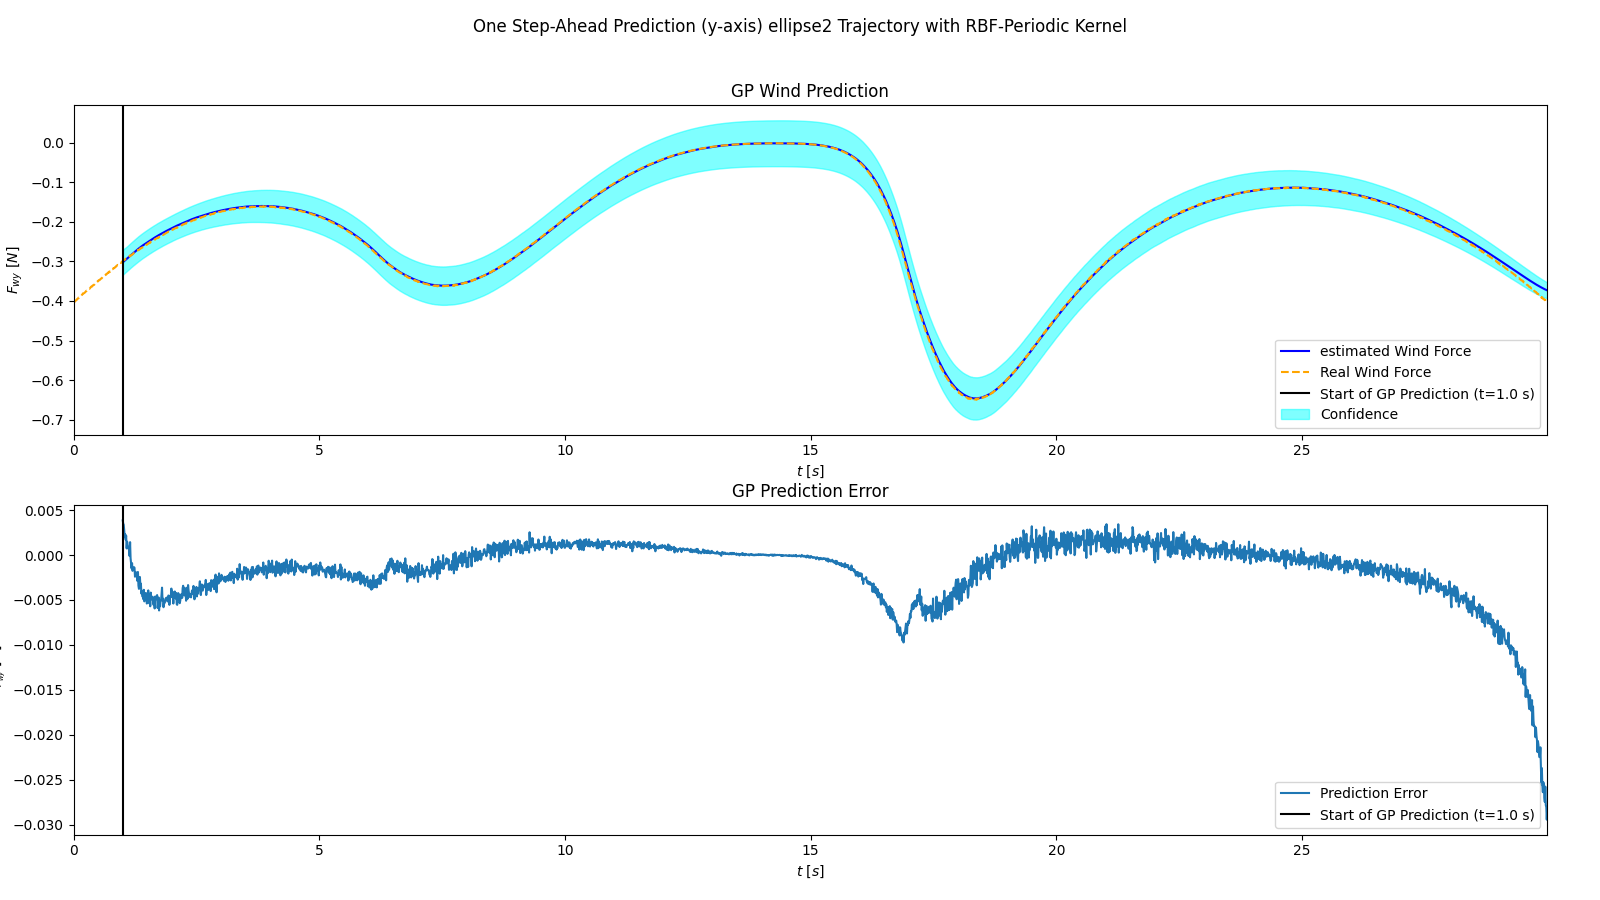 One Step-Ahead Prediction (y-axis) ellipse2 Trajectory with RBF-Periodic Kernel
GP Wind Prediction
0.0
−0.1
−0.2
−0.3
−0.4
−0.5
−0.6
−0.7
F_wy [N]
estimated Wind Force
Real Wind Force
Start of GP Prediction (t=1.0 s)
Confidence
0 5 10 15 20 25
t [s]
GP Prediction Error
0.005
0.000
−0.005
−0.010
−0.015
−0.020
−0.025
−0.030
Prediction Error
Start of GP Prediction (t=1.0 s)
0 5 10 15 20 25
t [s]